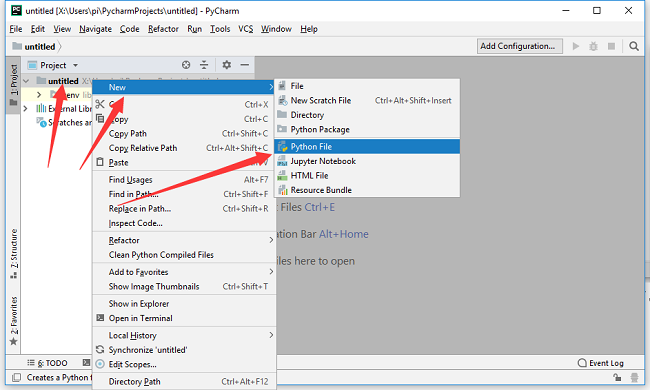 untitled [X:\Users\pi\PycharmProjects\untitled] - PyCharm
File Edit View Navigate Code Refactor Run Tools VCS Window Help
untitled
Add Configuration...
1: Project
Project
untitled
env
External Lib
Scratches a
New
Ctrl+X
Copy Ctrl+C
Copy Path Ctrl+Shift+C
Copy Relative Path Ctrl+Alt+Shift+C
Paste
Find Usages Alt+F7
Find in Path... Ctrl+Shift+F
Replace in Path... Ctrl+Shift+R
Inspect Code...
Refactor
Clean Python Compiled Files
Add to Favorites
Show Image Thumbnails Ctrl+Shift+T
Show in Explorer
Open in Terminal
Local History
Synchronize 'untitled'
Edit Scopes...
Directory Path Ctrl+Alt+F12
File
New Scratch File Ctrl+Alt+Shift+Insert
Directory
Python Package
Python File
Jupyter Notebook
HTML File
Resource Bundle
Files Ctrl+E
ation Bar Alt+Home
iles here to open
Z: Structure
2: Favorites
6: TODO
Event Log
Creates a Python f